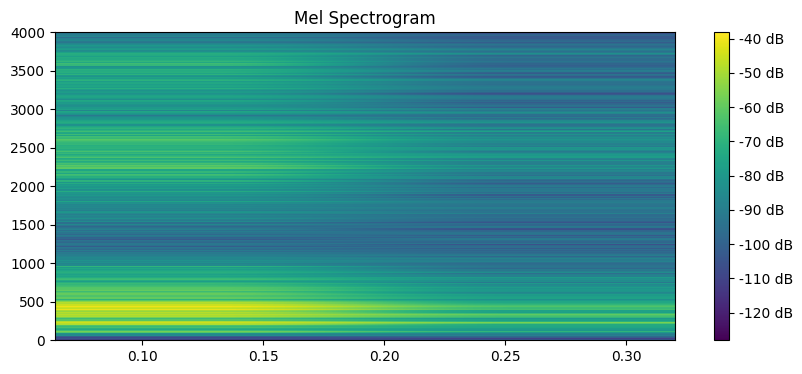 Mel Spectrogram
4000
3500
3000
2500
2000
1500
1000
500
0
0.10
0.15
0.20
0.25
0.30
-40 dB
-50 dB
-60 dB
-70 dB
-80 dB
-90 dB
-100 dB
-110 dB
-120 dB